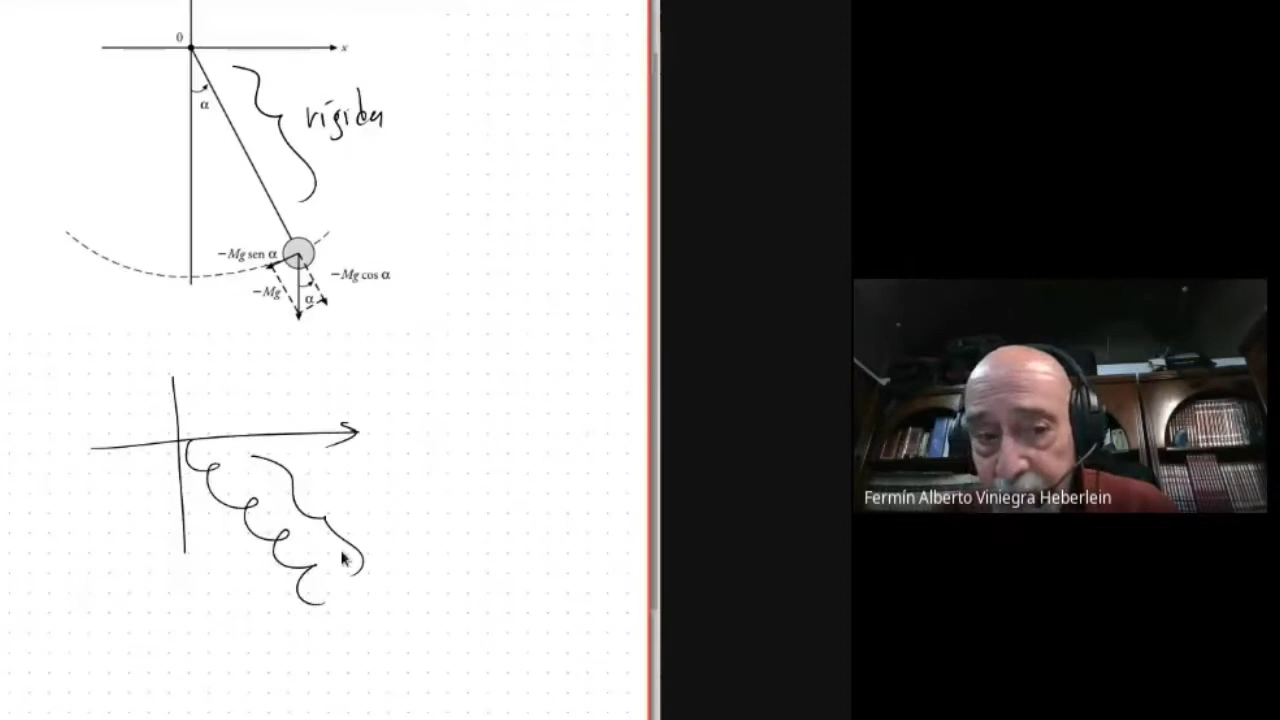 0
x
α
rígida
−Mg sen α
−Mg cos α
−Mg
α
Fermín Alberto Viniegra Heberlein